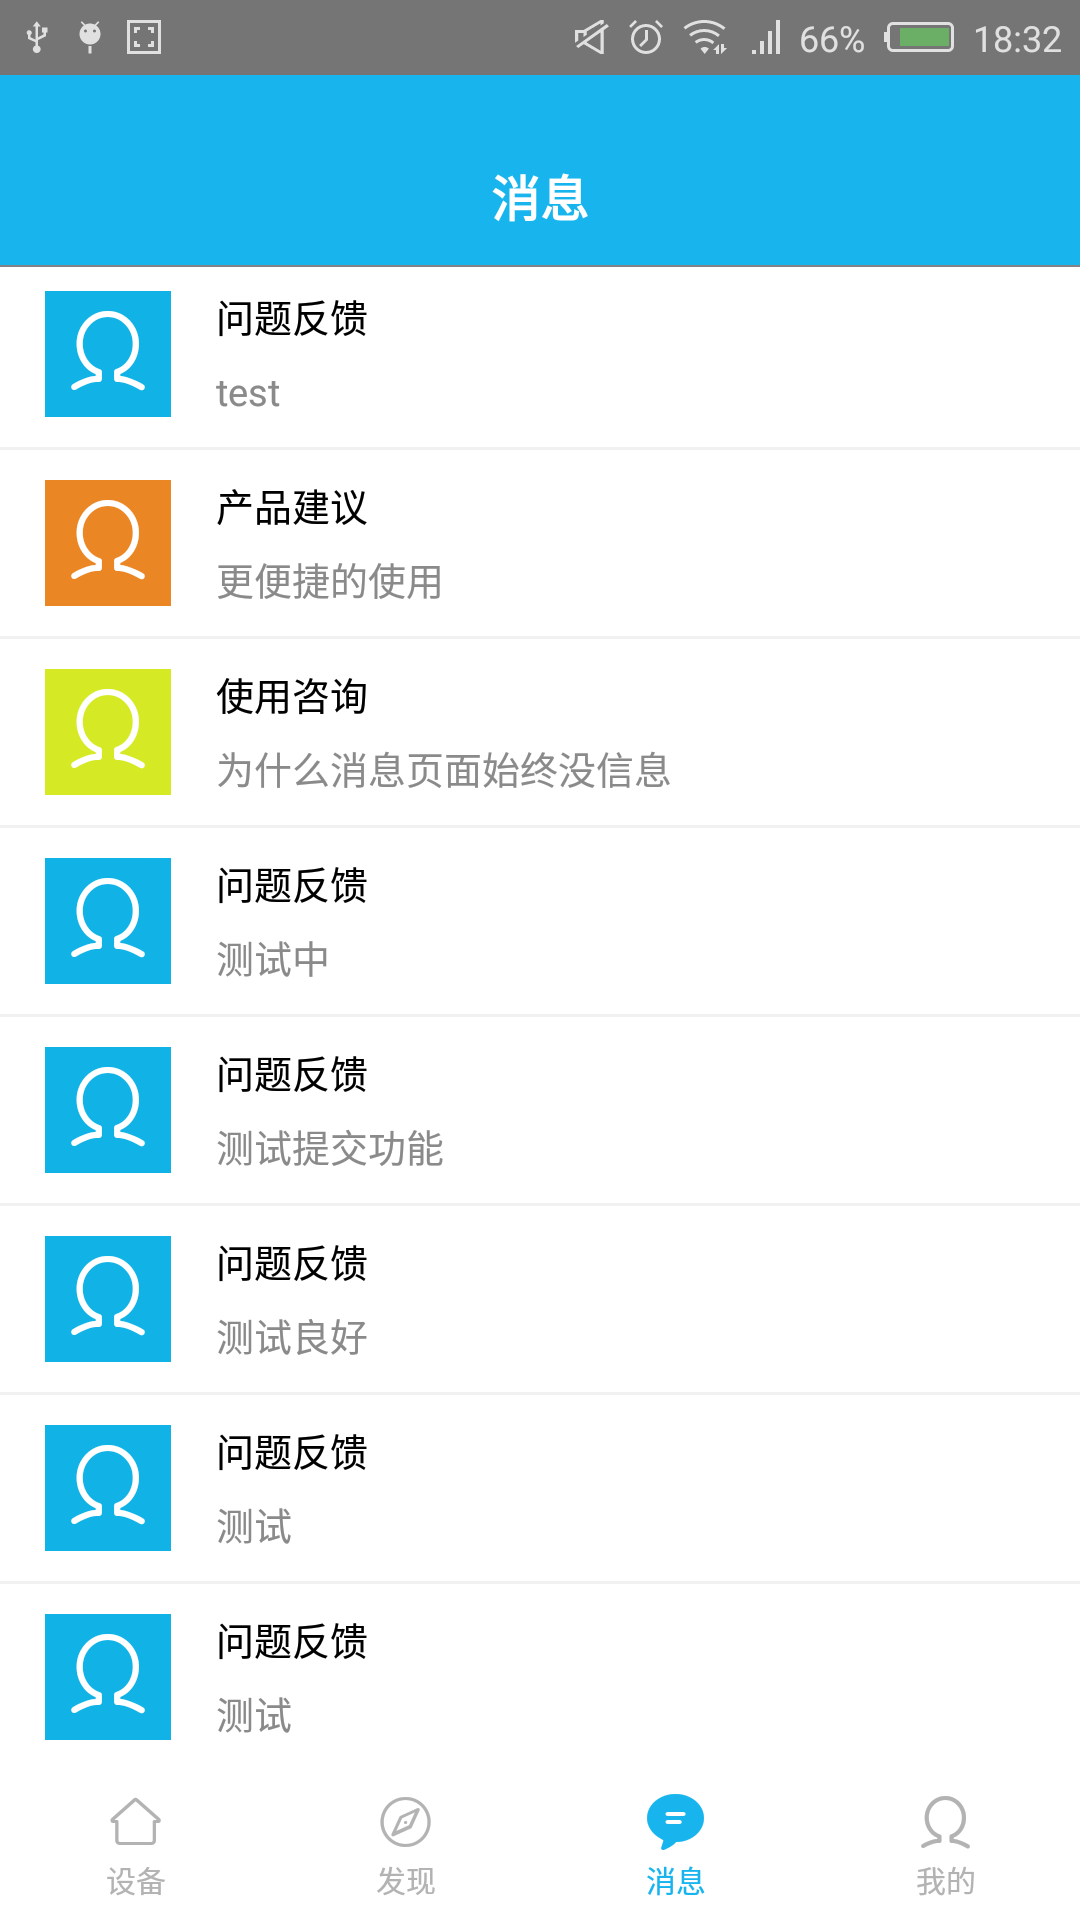 66% 18:32
消息
问题反馈
test
产品建议
更便捷的使用
使用咨询
为什么消息页面始终没信息
问题反馈
测试中
问题反馈
测试提交功能
问题反馈
测试良好
问题反馈
测试
问题反馈
测试
设备 发现 消息 我的